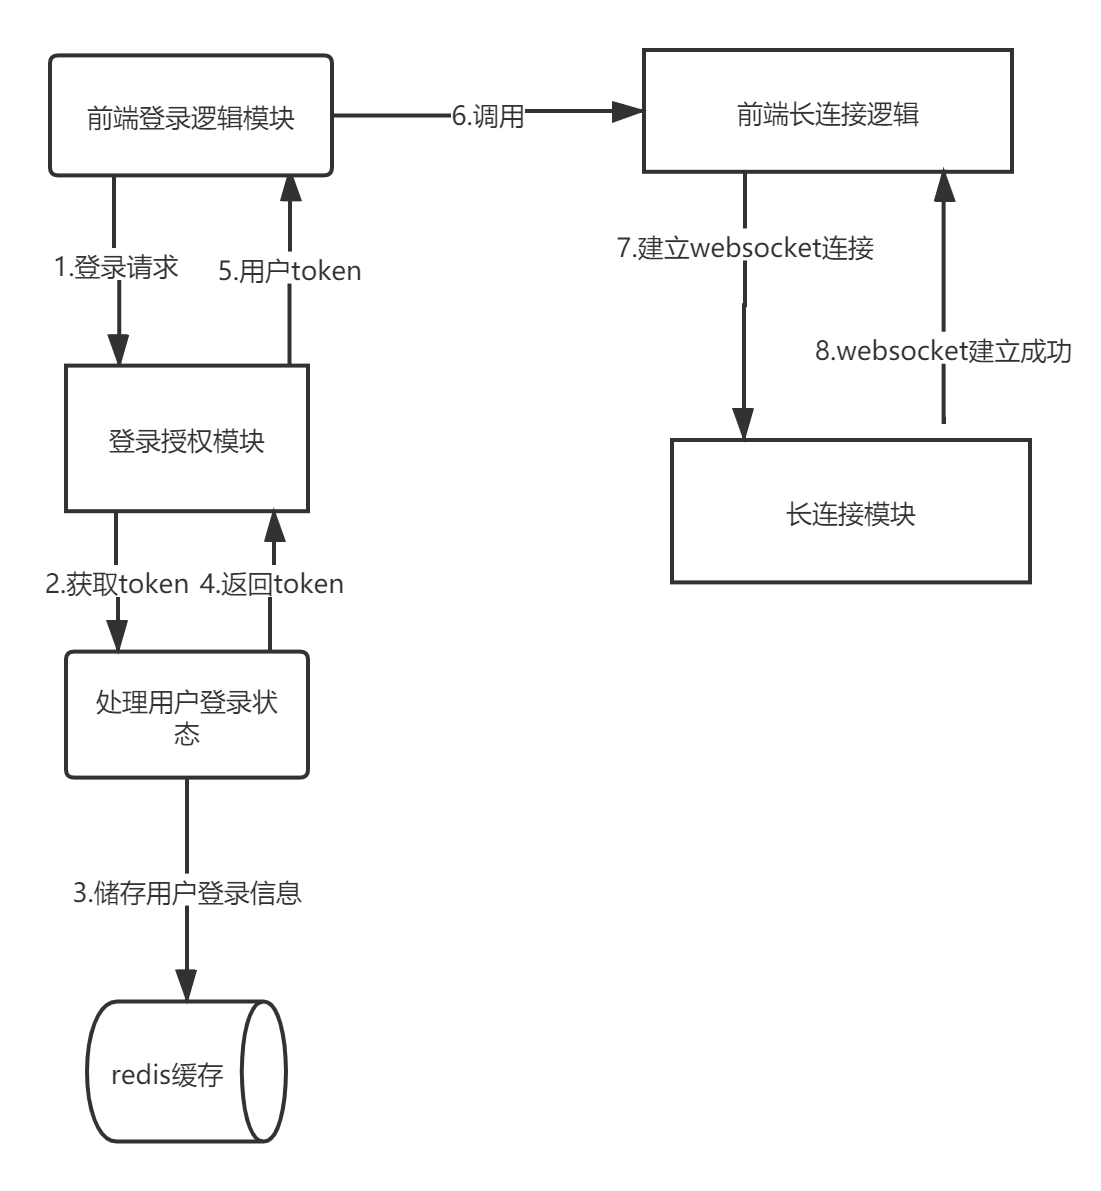 前端登录逻辑模块
6.调用
前端长连接逻辑
1.登录请求
5.用户token
7.建立websocket连接
8.websocket建立成功
登录授权模块
长连接模块
2.获取token
4.返回token
处理用户登录状
态
3.储存用户登录信息
redis缓存